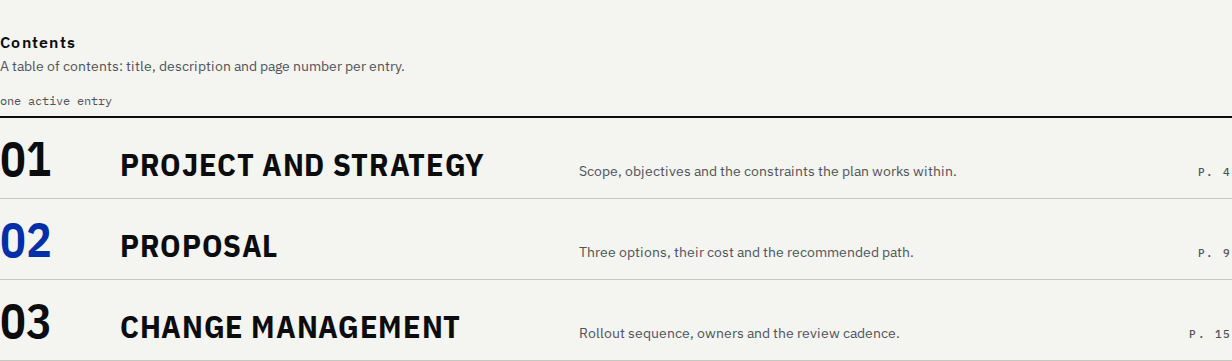 Contents
A table of contents: title, description and page number per entry.
one active entry
01 PROJECT AND STRATEGY Scope, objectives and the constraints the plan works within. P. 4
02 PROPOSAL Three options, their cost and the recommended path. P. 9
03 CHANGE MANAGEMENT Rollout sequence, owners and the review cadence. P. 15